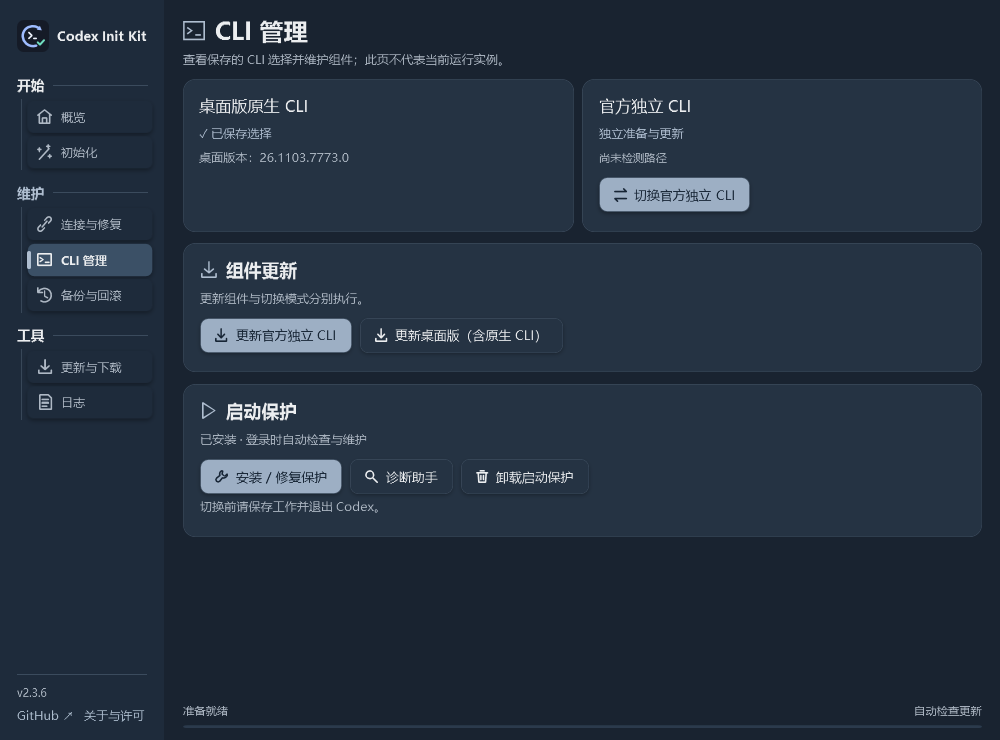 Codex Init Kit
开始
概览
初始化
维护
连接与修复
CLI 管理
备份与回滚
工具
更新与下载
日志
v2.3.6
GitHub ↗ 关于与许可
CLI 管理
查看保存的 CLI 选择并维护组件；此页不代表当前运行实例。
桌面版原生 CLI
✓ 已保存选择
桌面版本：26.1103.7773.0
官方独立 CLI
独立准备与更新
尚未检测路径
切换官方独立 CLI
组件更新
更新组件与切换模式分别执行。
更新官方独立 CLI 更新桌面版（含原生 CLI）
启动保护
已安装 · 登录时自动检查与维护
安装 / 修复保护 诊断助手 卸载启动保护
切换前请保存工作并退出 Codex。
准备就绪 自动检查更新